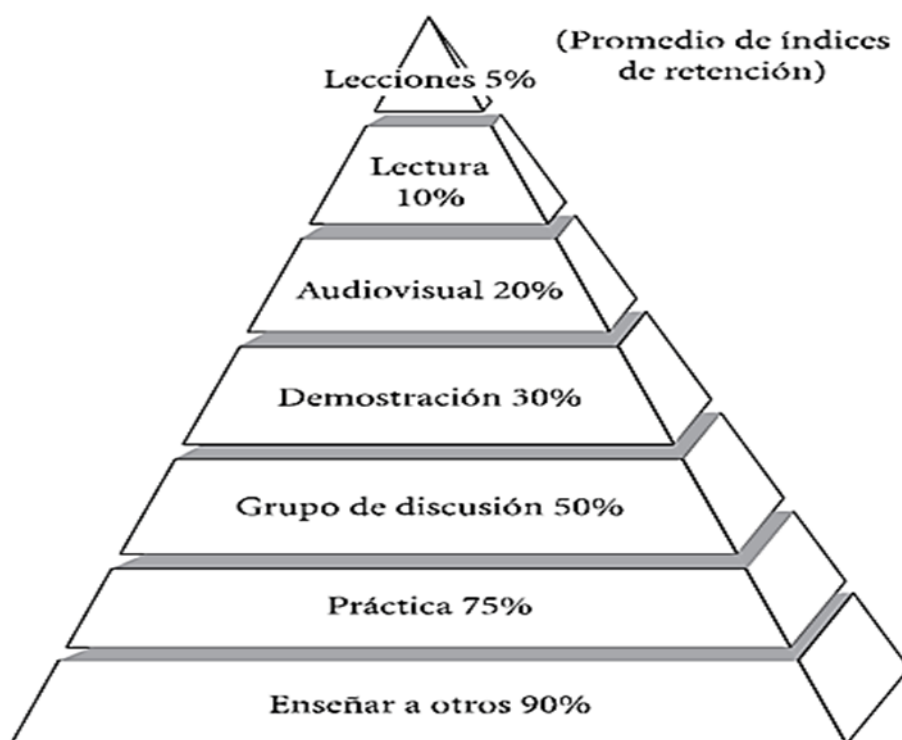 (Promedio de índices
de retención)
Lecciones 5%
Lectura
10%
Audiovisual 20%
Demostración 30%
Grupo de discusión 50%
Práctica 75%
Enseñar a otros 90%